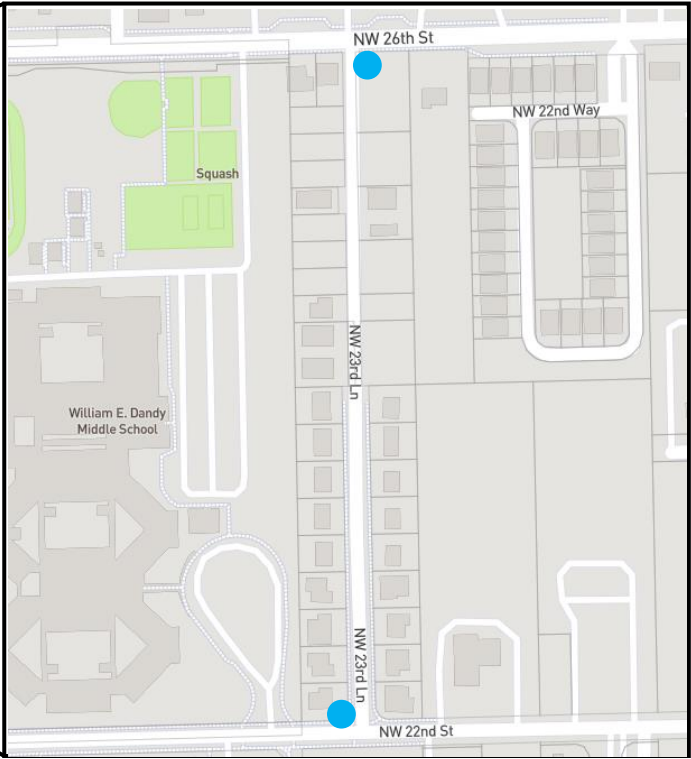 NW 26th St
NW 22nd Way
Squash
NW 23rd Ln
William E. Dandy
Middle School
NW 23rd Ln
NW 22nd St